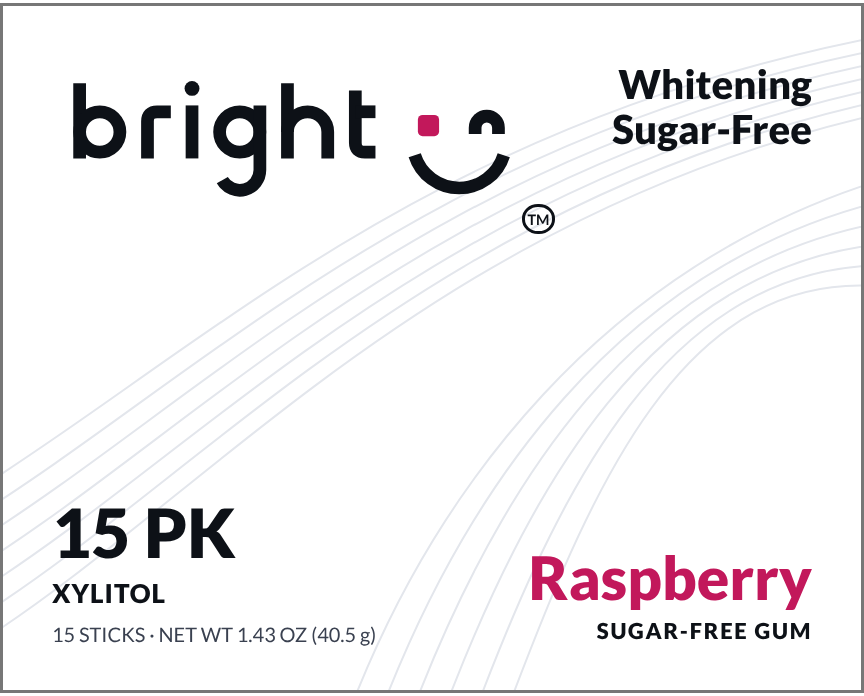 bright
TM
Whitening
Sugar-Free
15 PK
XYLITOL
15 STICKS · NET WT 1.43 OZ (40.5 g)
Raspberry
SUGAR-FREE GUM